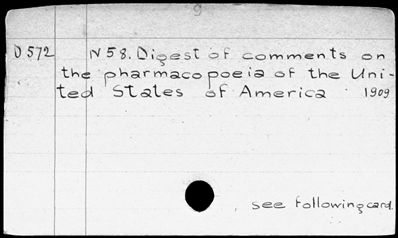 9
D 572 N 58. Digest of comments on
the pharmacopoeia of the Uni-
ted States of America 1909
see following card.